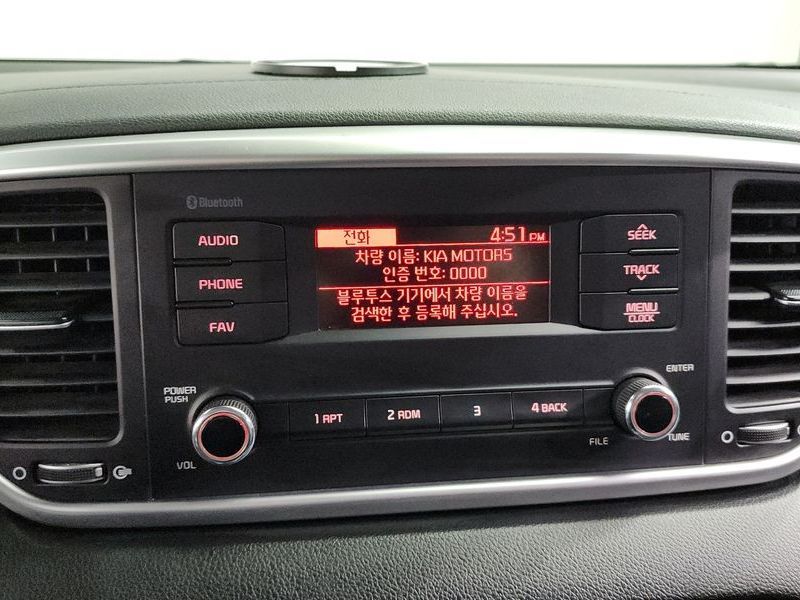 Bluetooth
AUDIO
PHONE
FAV
전화 4:51 PM
차량 이름: KIA MOTORS
인증 번호: 0000
블루투스 기기에서 차량 이름을
검색한 후 등록해 주십시오.
SEEK
TRACK
MENU
CLOCK
POWER
PUSH
VOL
1 RPT
2 RDM
3
4 BACK
ENTER
FILE
TUNE